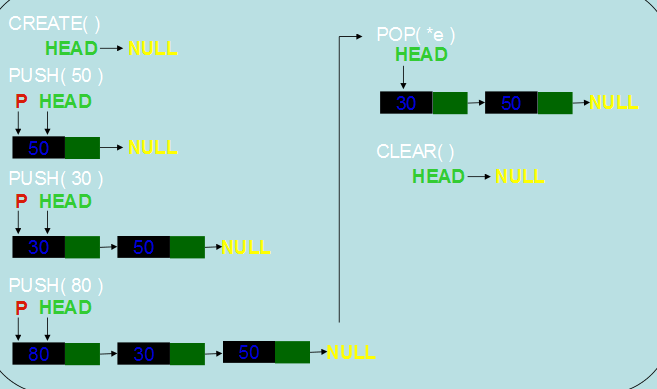 CREATE( )
HEAD NULL
PUSH( 50 )
P HEAD
50 NULL
PUSH( 30 )
P HEAD
30 50 NULL
PUSH( 80 )
P HEAD
80 30 50 NULL
POP( *e )
HEAD
30 50 NULL
CLEAR( )
HEAD NULL